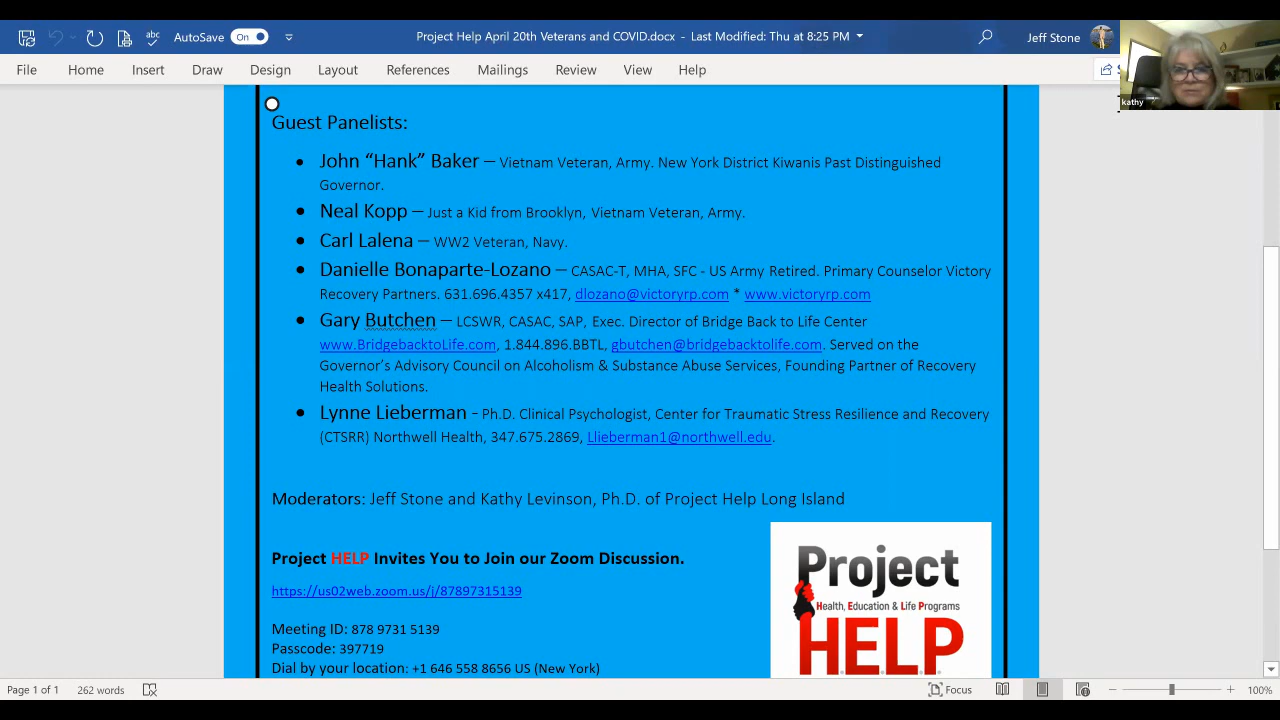 AutoSave On
Project Help April 20th Veterans and COVID.docx - Last Modified: Thu at 8:25 PM
Jeff Stone
File Home Insert Draw Design Layout References Mailings Review View Help
kathy
Guest Panelists:
• John “Hank” Baker – Vietnam Veteran, Army. New York District Kiwanis Past Distinguished
Governor.
• Neal Kopp – Just a Kid from Brooklyn, Vietnam Veteran, Army.
• Carl Lalena – WW2 Veteran, Navy.
• Danielle Bonaparte-Lozano – CASAC-T, MHA, SFC - US Army Retired. Primary Counselor Victory
Recovery Partners. 631.696.4357 x417, dlozano@victoryrp.com * www.victoryrp.com
• Gary Butchen – LCSWR, CASAC, SAP, Exec. Director of Bridge Back to Life Center
www.BridgebacktoLife.com, 1.844.896.BBTL, gbutchen@bridgebacktolife.com. Served on the
Governor’s Advisory Council on Alcoholism & Substance Abuse Services, Founding Partner of Recovery
Health Solutions.
• Lynne Lieberman - Ph.D. Clinical Psychologist, Center for Traumatic Stress Resilience and Recovery
(CTSRR) Northwell Health, 347.675.2869, Llieberman1@northwell.edu.
Moderators: Jeff Stone and Kathy Levinson, Ph.D. of Project Help Long Island
Project HELP Invites You to Join our Zoom Discussion.
https://us02web.zoom.us/j/87897315139
Meeting ID: 878 9731 5139
Passcode: 397719
Dial by your location: +1 646 558 8656 US (New York)
Project
Health, Education & Life Programs
H.E.L.P
Page 1 of 1 262 words Focus 100%